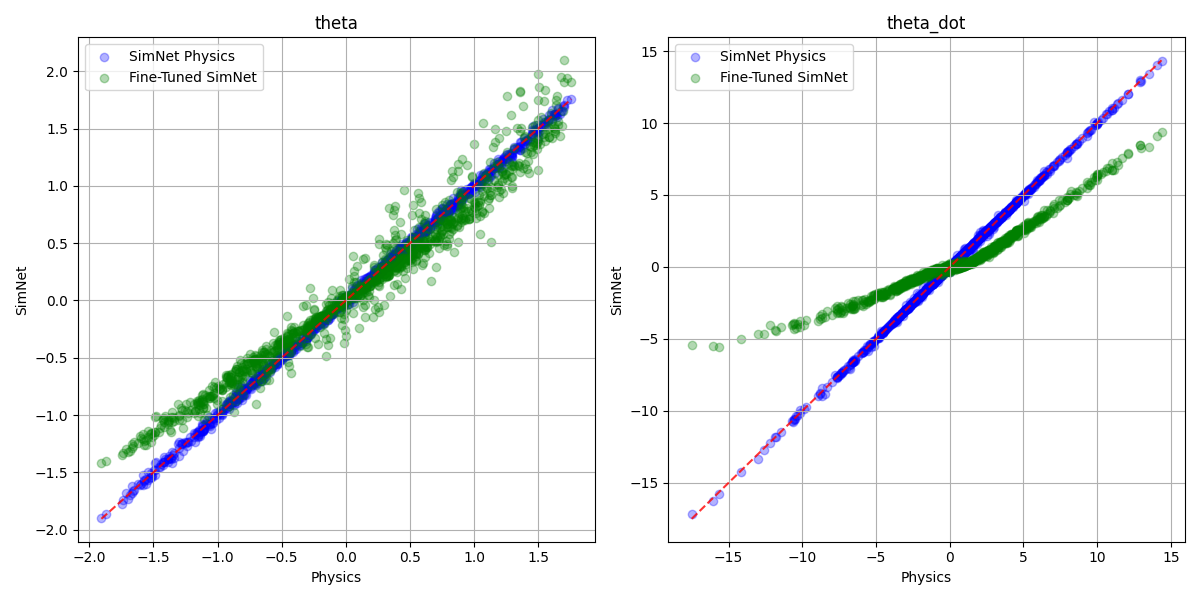 theta
SimNet Physics
Fine-Tuned SimNet
SimNet
2.0
1.5
1.0
0.5
0.0
−0.5
−1.0
−1.5
−2.0
−2.0 −1.5 −1.0 −0.5 0.0 0.5 1.0 1.5
Physics
theta_dot
SimNet Physics
Fine-Tuned SimNet
SimNet
15
10
5
0
−5
−10
−15
−15 −10 −5 0 5 10 15
Physics